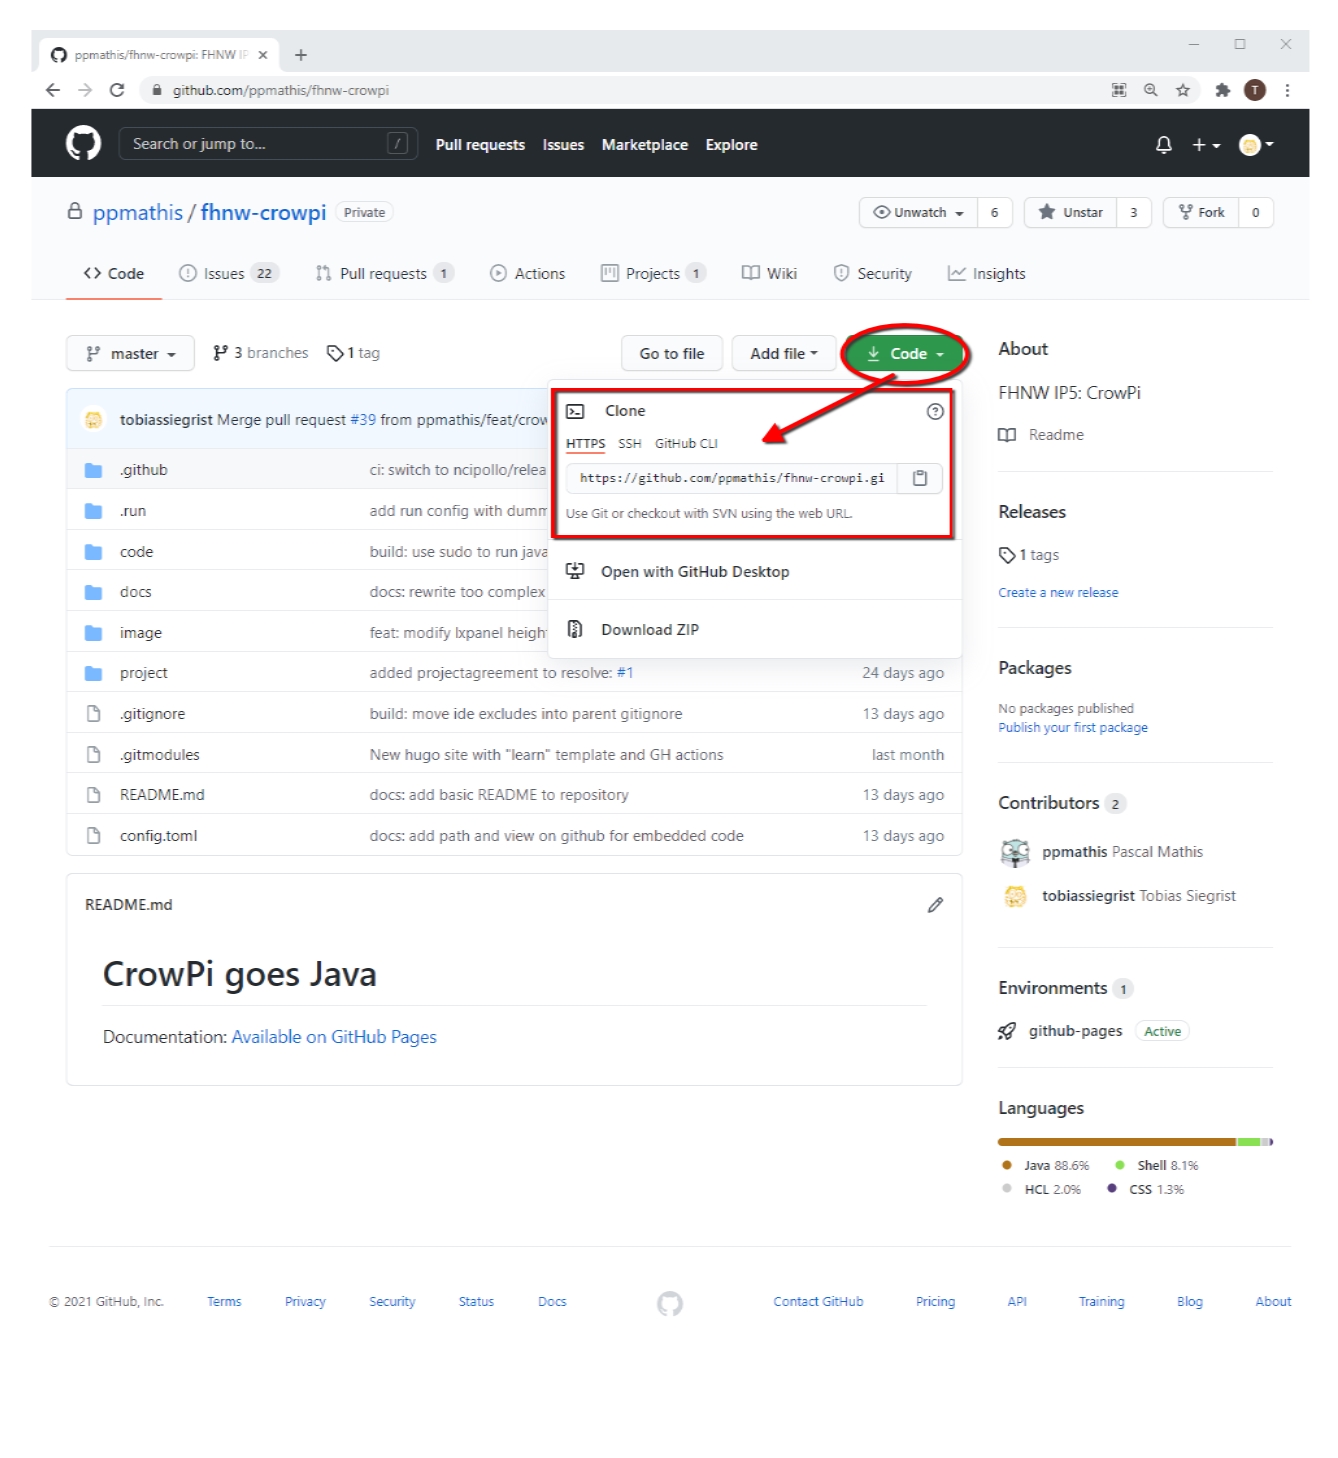 ppmathis/fhnw-crowpi: FHNW IP
github.com/ppmathis/fhnw-crowpi
T
Search or jump to...
/
Pull requests Issues Marketplace Explore
ppmathis / fhnw-crowpi Private
Unwatch 6 Unstar 3 Fork 0
Code Issues 22 Pull requests 1 Actions Projects 1 Wiki Security Insights
master 3 branches 1 tag
Go to file Add file Code
tobiassiegrist Merge pull request #39 from ppmathis/feat/crow
.github ci: switch to ncipollo/relea
.run add run config with dumm
code build: use sudo to run java
docs docs: rewrite too complex
image feat: modify lxpanel heigh
project added projectagreement to resolve: #1 24 days ago
.gitignore build: move ide excludes into parent gitignore 13 days ago
.gitmodules New hugo site with "learn" template and GH actions last month
README.md docs: add basic README to repository 13 days ago
config.toml docs: add path and view on github for embedded code 13 days ago
Clone
HTTPS SSH GitHub CLI
https://github.com/ppmathis/fhnw-crowpi.gi
Use Git or checkout with SVN using the web URL.
Open with GitHub Desktop
Download ZIP
README.md
CrowPi goes Java
Documentation: Available on GitHub Pages
About
FHNW IP5: CrowPi
Readme
Releases
1 tags
Create a new release
Packages
No packages published
Publish your first package
Contributors 2
ppmathis Pascal Mathis
tobiassiegrist Tobias Siegrist
Environments 1
github-pages Active
Languages
Java 88.6% Shell 8.1%
HCL 2.0% CSS 1.3%
© 2021 GitHub, Inc. Terms Privacy Security Status Docs Contact GitHub Pricing API Training Blog About